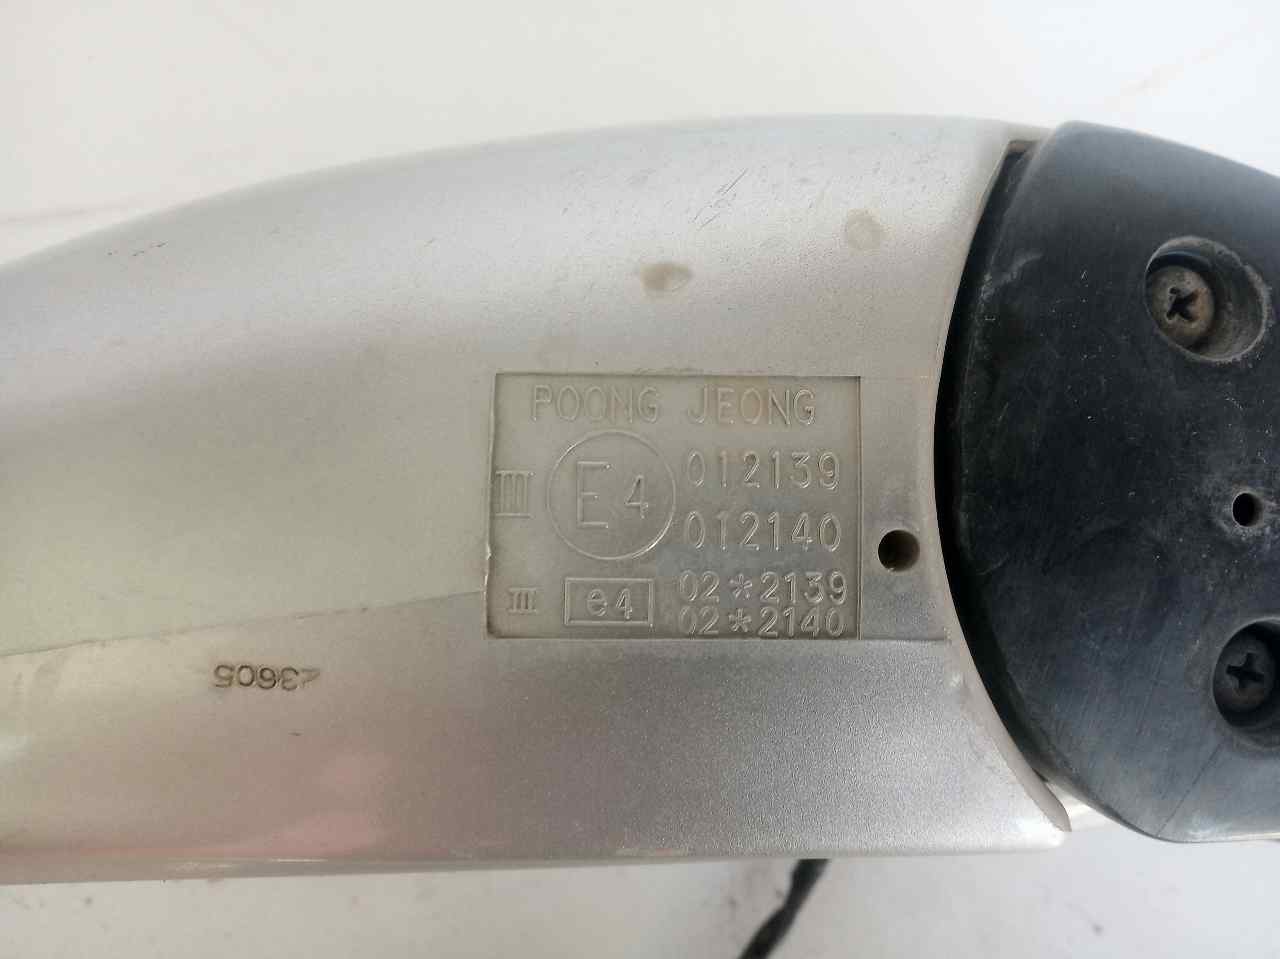 POONG JEONG
III E4 012139
012140
III e4 02*2139
02*2140
43605